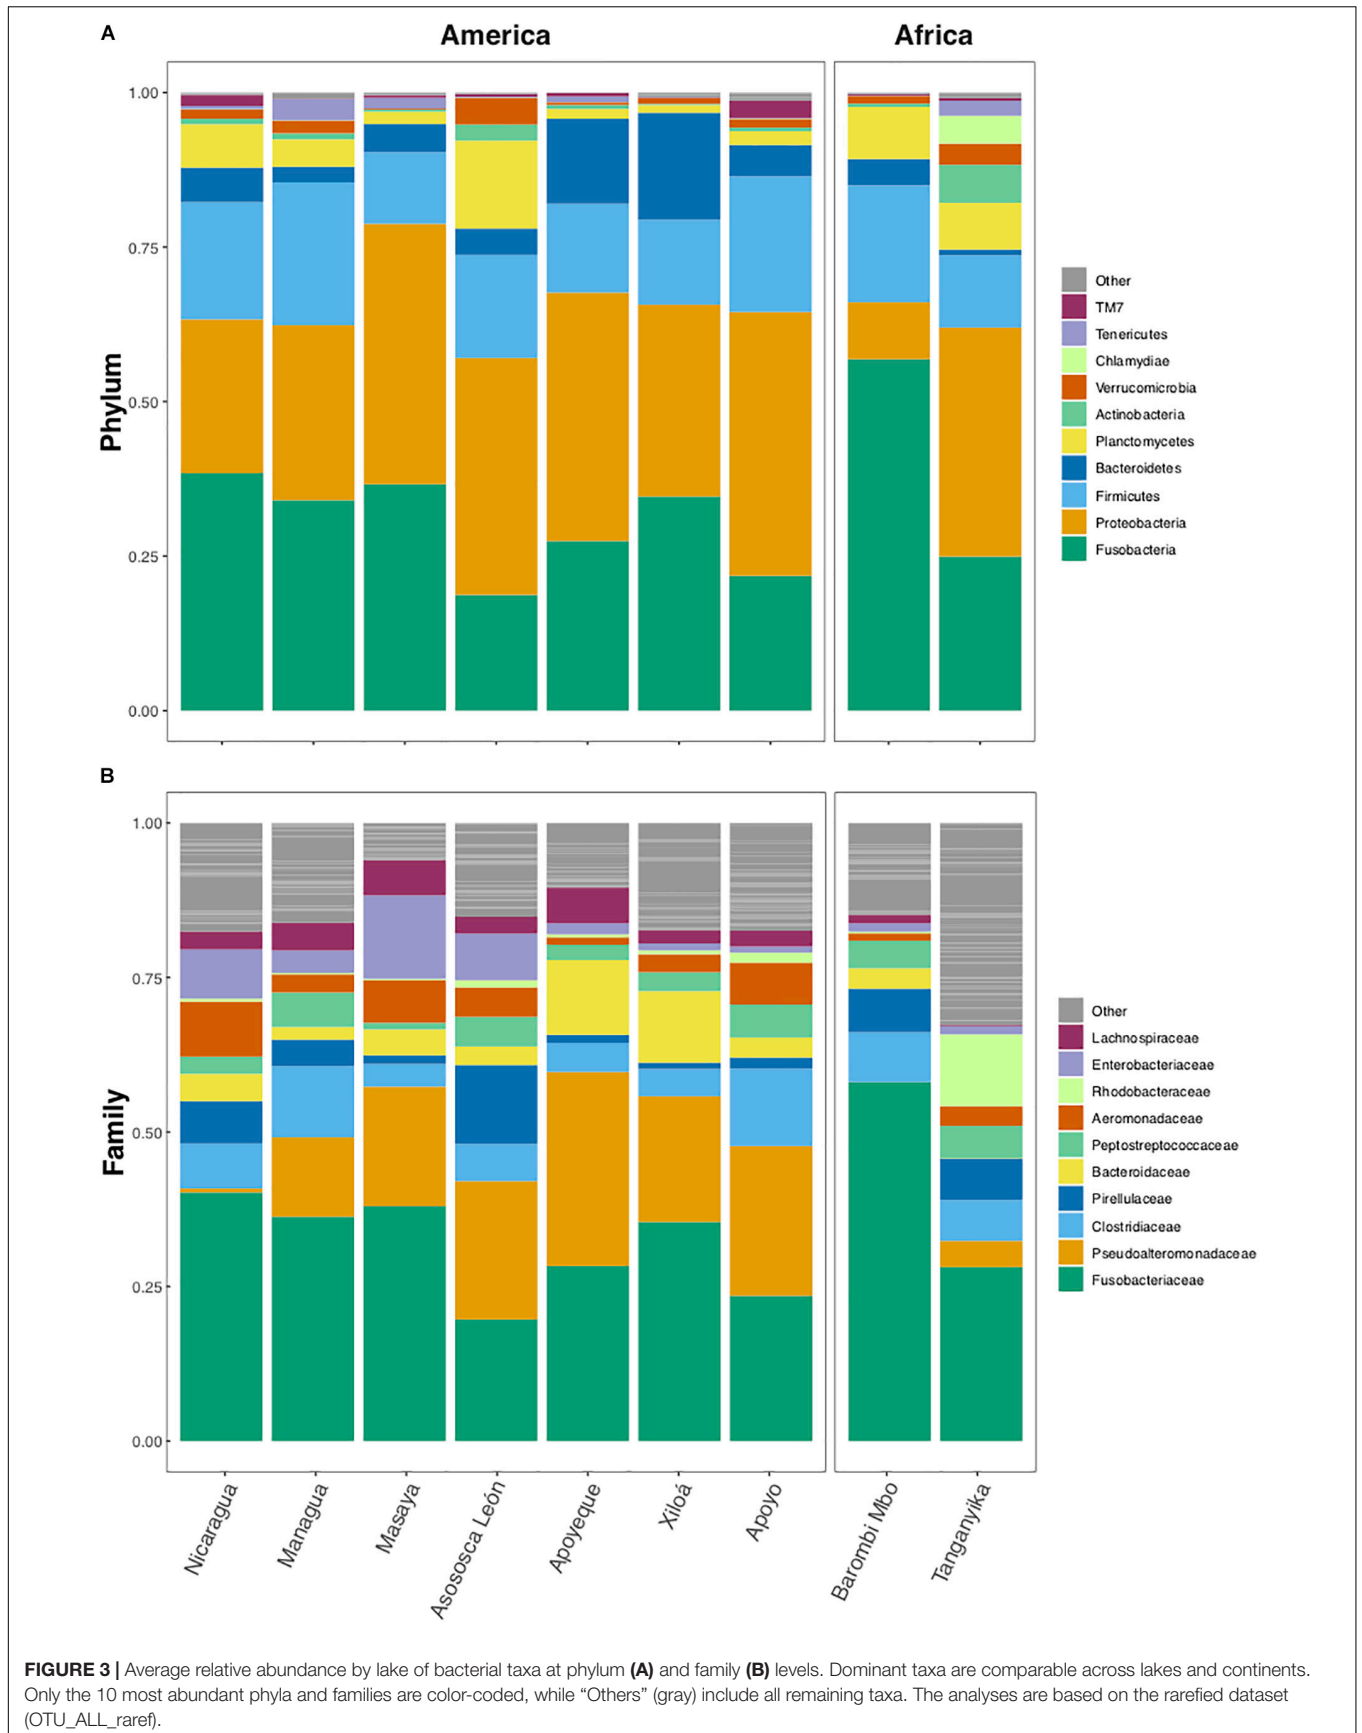 A
America
Africa
1.00
0.75
0.50
0.25
0.00
Phylum
Other
TM7
Tenericutes
Chlamydiae
Verrucomicrobia
Actinobacteria
Planctomycetes
Bacteroidetes
Firmicutes
Proteobacteria
Fusobacteria
B
1.00
0.75
0.50
0.25
0.00
Family
Other
Lachnospiraceae
Enterobacteriaceae
Rhodobacteraceae
Aeromonadaceae
Peptostreptococcaceae
Bacteroidaceae
Pirellulaceae
Clostridiaceae
Pseudoalteromonadaceae
Fusobacteriaceae
Nicaragua
Managua
Masaya
Asososca León
Apoyeque
Xiloá
Apoyo
Barombi Mbo
Tanganyika
FIGURE 3 | Average relative abundance by lake of bacterial taxa at phylum (A) and family (B) levels. Dominant taxa are comparable across lakes and continents.
Only the 10 most abundant phyla and families are color-coded, while “Others” (gray) include all remaining taxa. The analyses are based on the rarefied dataset
(OTU_ALL_raref).